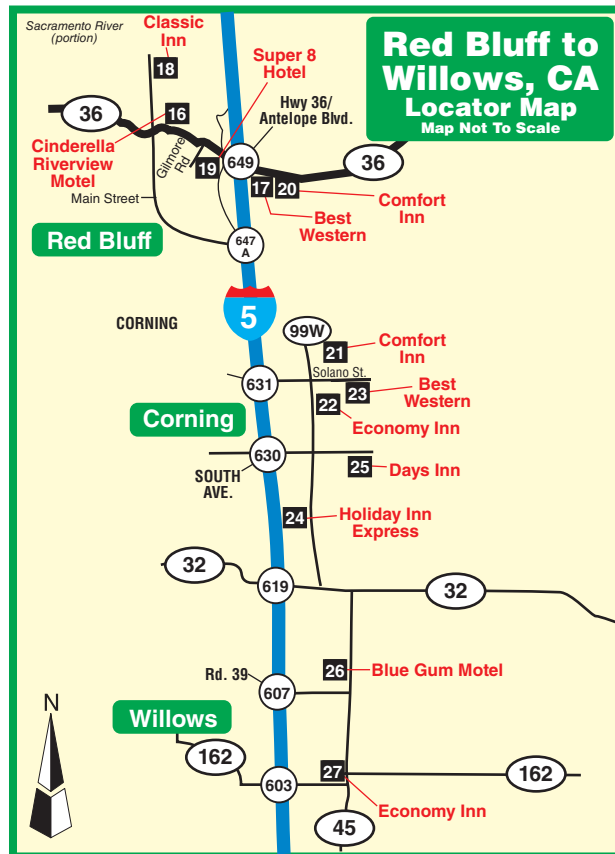 Sacramento River
(portion)
Classic
Inn
18
Super 8
Hotel
Red Bluff to
Willows, CA
Locator Map
Map Not To Scale
36
16
Hwy 36/
Antelope Blvd.
Cinderella
Riverview
Motel
Gilmore
Rd
19
649
36
17
20
Comfort
Inn
Main Street
Best
Western
Red Bluff
647
A
5
CORNING
99W
21
Comfort
Inn
Solano St.
631
23
Best
Western
22
Economy Inn
Corning
630
25
Days Inn
SOUTH
AVE.
24
Holiday Inn
Express
32
619
32
Rd. 39
26
Blue Gum Motel
607
N
Willows
162
27
162
603
Economy Inn
45